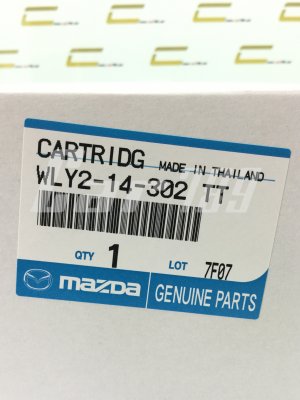 CARTRIDG MADE IN THAILAND
WLY2-14-302 TT
QTY 1 LOT 7F07
mazda GENUINE PARTS